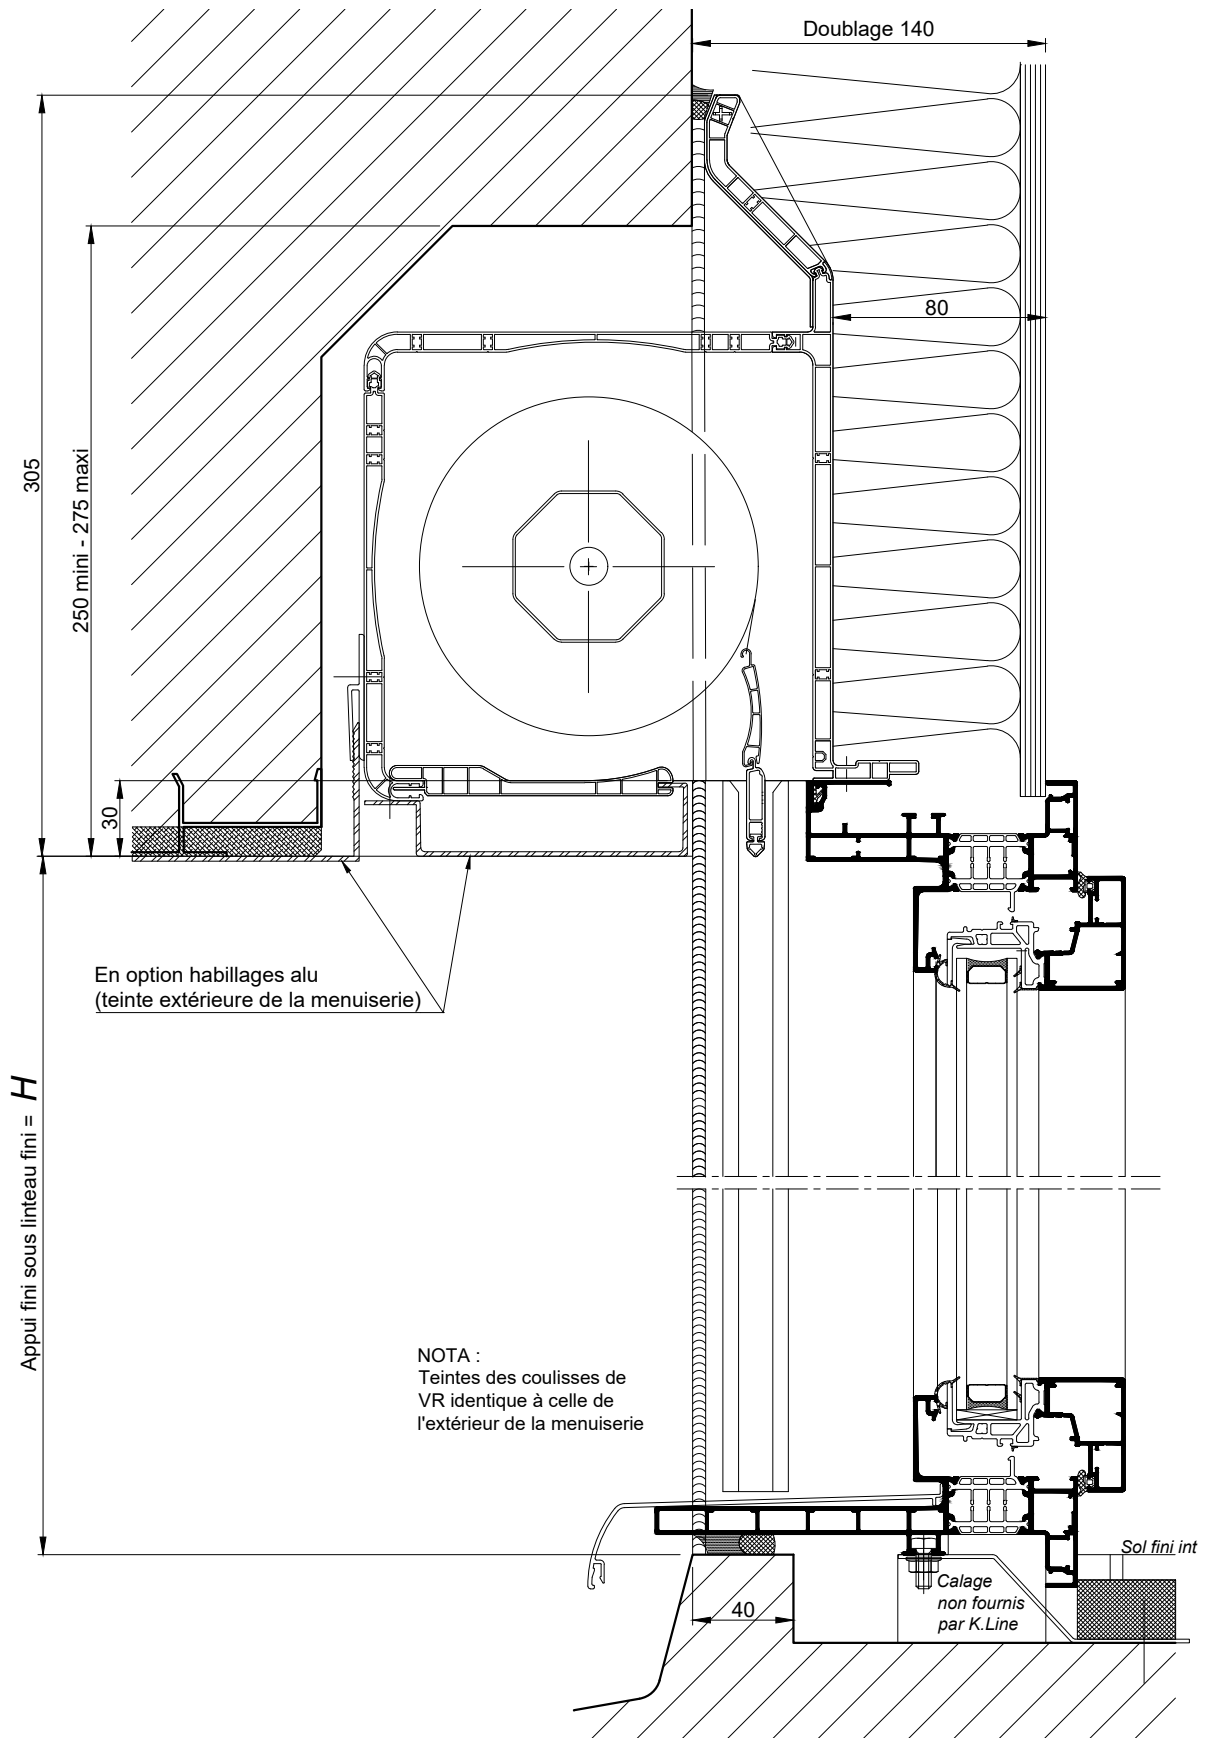 Doublage 140
80
305
250 mini - 275 maxi
30
En option habillages alu
(teinte extérieure de la menuiserie)
Appui fini sous linteau fini = H
NOTA :
Teintes des coulisses de
VR identique à celle de
l'extérieur de la menuiserie
Sol fini int
Calage
non fournis
par K.Line
40